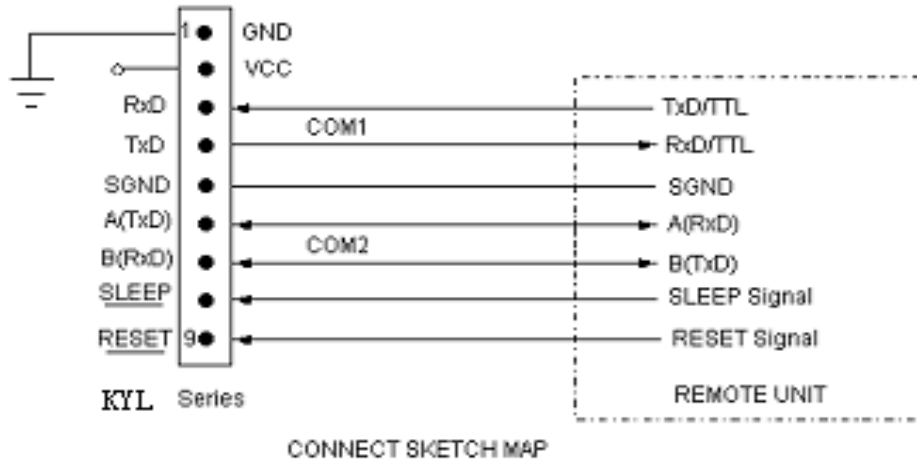 1 GND
VCC
RxD TxD/TTL
COM1
TxD RxD/TTL
SGND SGND
A(TxD) A(RxD)
COM2
B(RxD) B(TxD)
SLEEP SLEEP Signal
RESET 9 RESET Signal
KYL Series REMOTE UNIT
CONNECT SKETCH MAP